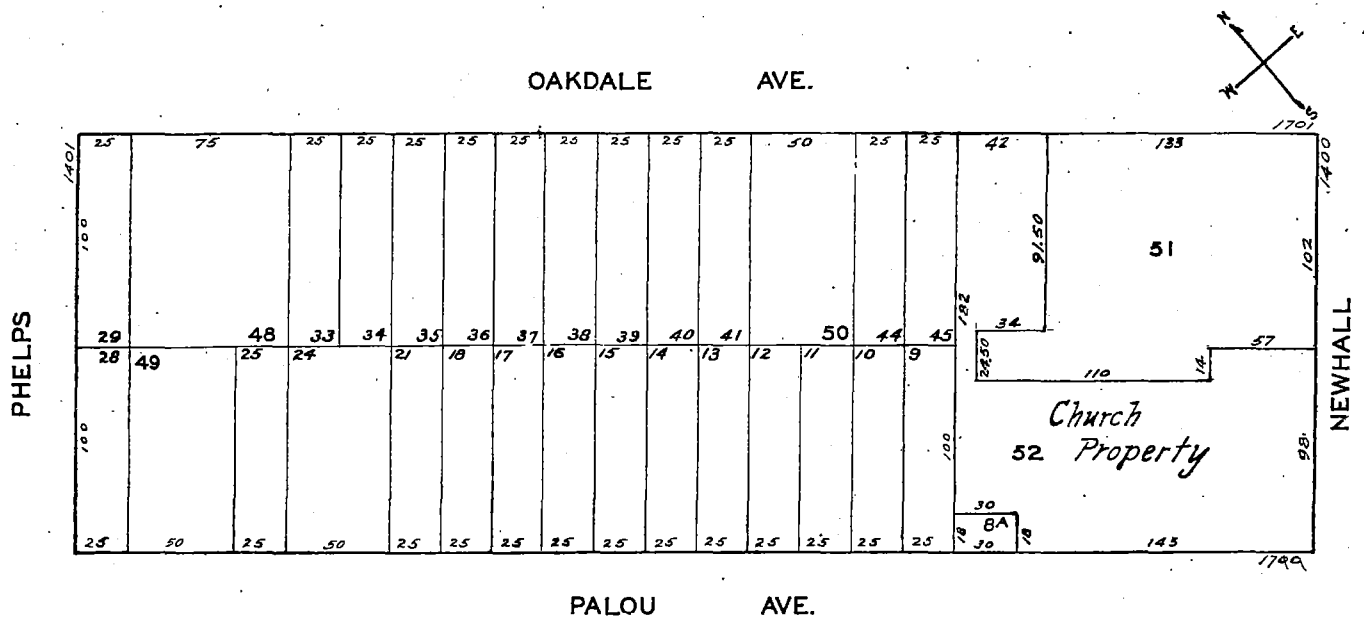 N E
W S
OAKDALE AVE.
1701
25 75 25 25 25 25 25 25 25 25 25 50 25 25 42 133
1401 1400
100 91.50 51 102
182
34
29 48 33 34 35 36 37 38 39 40 41 50 44 45
28 49 25 24 21 18 17 16 15 14 13 12 11 10 9
24.50 110 14 57
PHELPS NEWHALL
Church
52 Property
100 100 98
30
8A
18 18
25 50 25 50 25 25 25 25 25 25 25 25 25 25 25 30 145
1799
PALOU AVE.